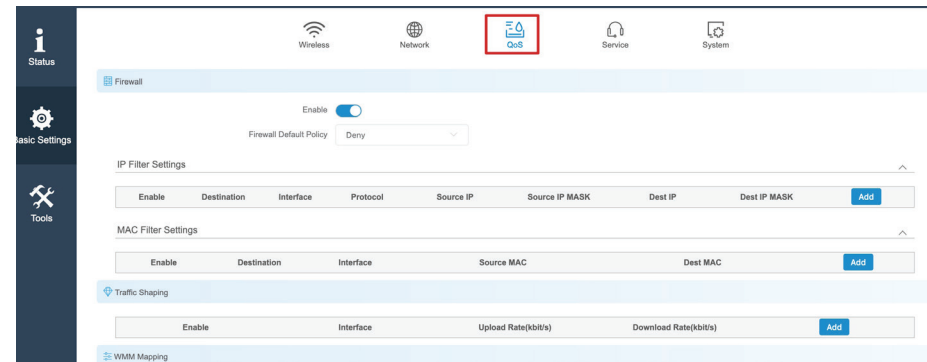 Status
Wireless Network QoS Service System
Firewall
Enable
Firewall Default Policy Deny
Basic Settings
IP Filter Settings
Enable Destination Interface Protocol Source IP Source IP MASK Dest IP Dest IP MASK Add
Tools
MAC Filter Settings
Enable Destination Interface Source MAC Dest MAC Add
Traffic Shaping
Enable Interface Upload Rate(kbit/s) Download Rate(kbit/s) Add
WMM Mapping